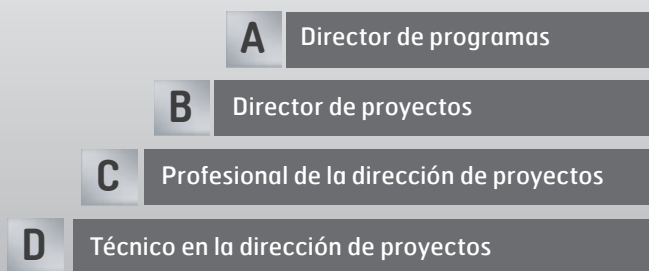 A Director de programas
B Director de proyectos
C Profesional de la dirección de proyectos
D Técnico en la dirección de proyectos